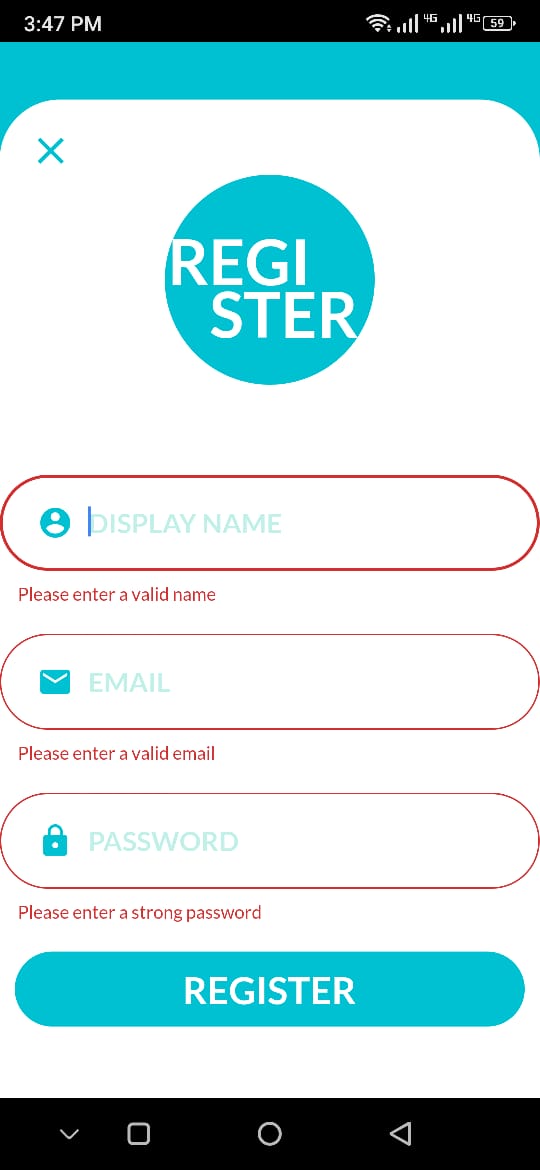 3:47 PM
4G 4G 59
REGI
STER
DISPLAY NAME
Please enter a valid name
EMAIL
Please enter a valid email
PASSWORD
Please enter a strong password
REGISTER